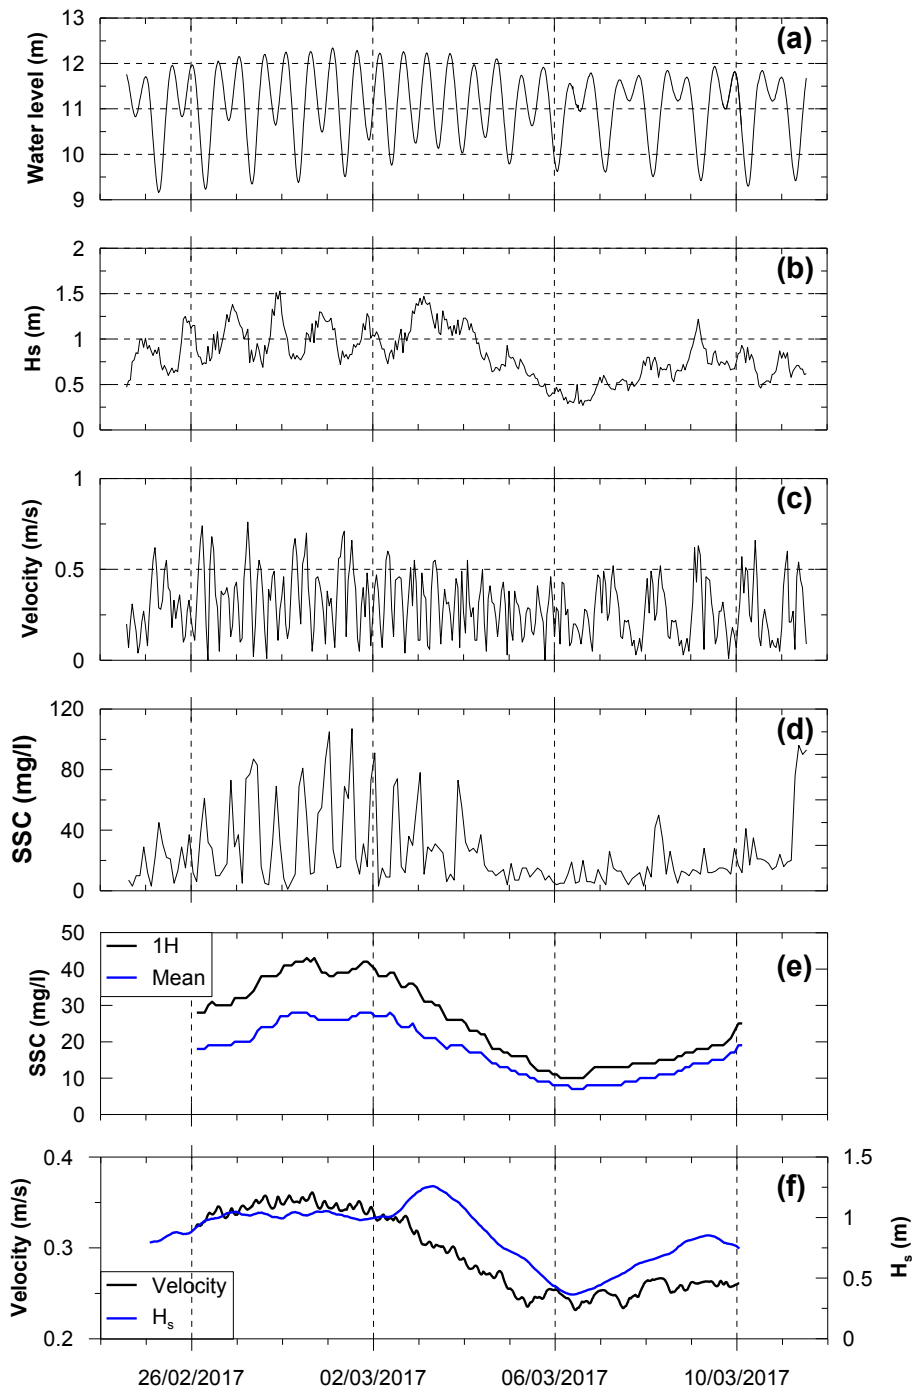 13
12
11
10
9
Water level (m)
(a)
2
1.5
1
0.5
0
Hs (m)
(b)
1
0.5
0
Velocity (m/s)
(c)
120
80
40
0
SSC (mg/l)
(d)
50
40
30
20
10
0
SSC (mg/l)
1H
Mean
(e)
0.4
0.3
0.2
Velocity (m/s)
Velocity
Hs
(f)
1.5
1
0.5
0
Hs (m)
26/02/2017 02/03/2017 06/03/2017 10/03/2017